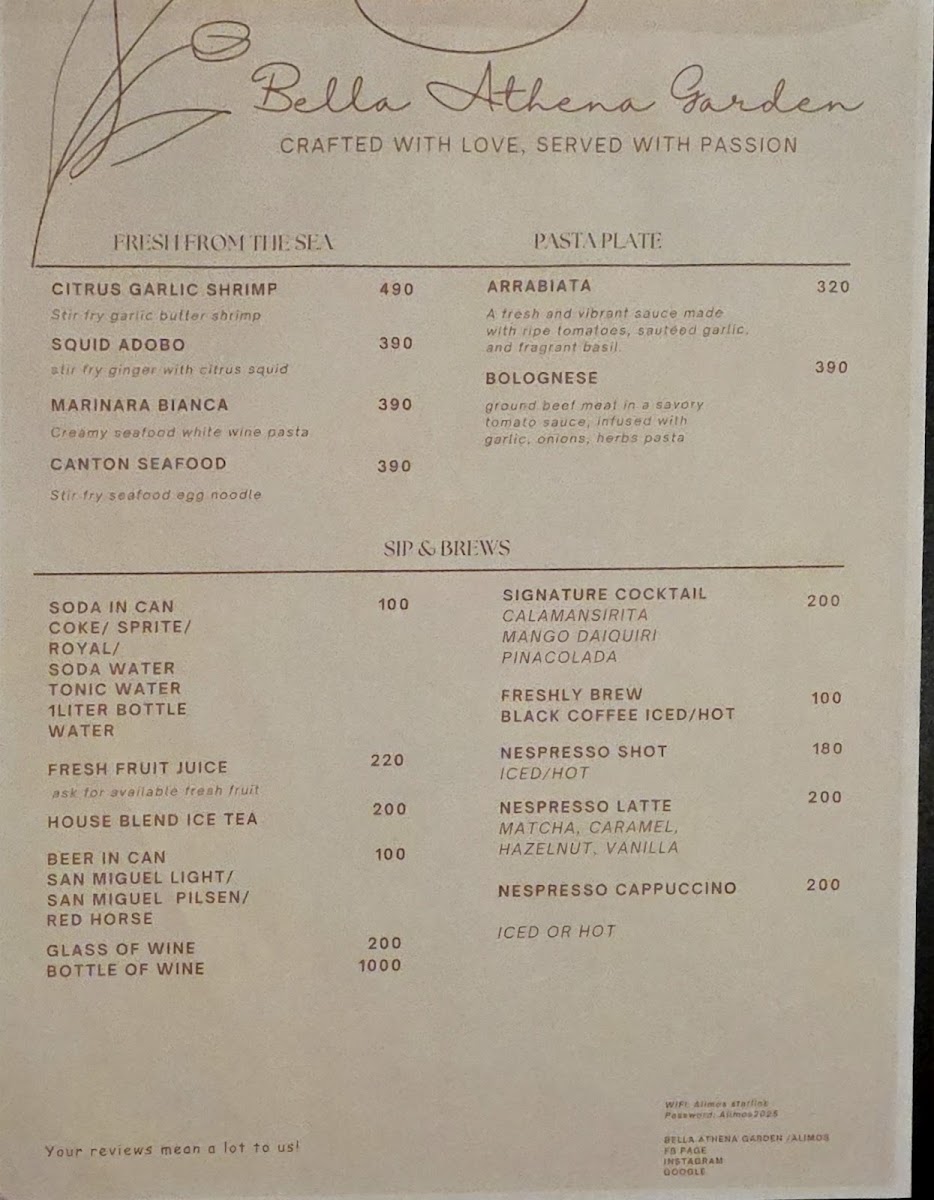 Bella Athena Garden
CRAFTED WITH LOVE, SERVED WITH PASSION
FRESH FROM THE SEA
CITRUS GARLIC SHRIMP 490
Stir fry garlic butter shrimp
SQUID ADOBO 390
stir fry ginger with citrus squid
MARINARA BIANCA 390
Creamy seafood white wine pasta
CANTON SEAFOOD 390
Stir fry seafood egg noodle
PASTA PLATE
ARRABIATA 320
A fresh and vibrant sauce made
with ripe tomatoes, sautéed garlic,
and fragrant basil.
BOLOGNESE 390
ground beef meat in a savory
tomato sauce, infused with
garlic, onions, herbs pasta
SIP & BREWS
SODA IN CAN 100
COKE/ SPRITE/
ROYAL/
SODA WATER
TONIC WATER
1LITER BOTTLE
WATER
FRESH FRUIT JUICE 220
ask for available fresh fruit
HOUSE BLEND ICE TEA 200
BEER IN CAN 100
SAN MIGUEL LIGHT/
SAN MIGUEL PILSEN/
RED HORSE
GLASS OF WINE 200
BOTTLE OF WINE 1000
SIGNATURE COCKTAIL 200
CALAMANSIRITA
MANGO DAIQUIRI
PINACOLADA
FRESHLY BREW 100
BLACK COFFEE ICED/HOT
NESPRESSO SHOT 180
ICED/HOT
NESPRESSO LATTE 200
MATCHA, CARAMEL,
HAZELNUT, VANILLA
NESPRESSO CAPPUCCINO 200
ICED OR HOT
Your reviews mean a lot to us!
WIFI: Alimos starlink
Password: Alimos2025
BELLA ATHENA GARDEN /ALIMOS
FB PAGE
INSTAGRAM
GOOGLE